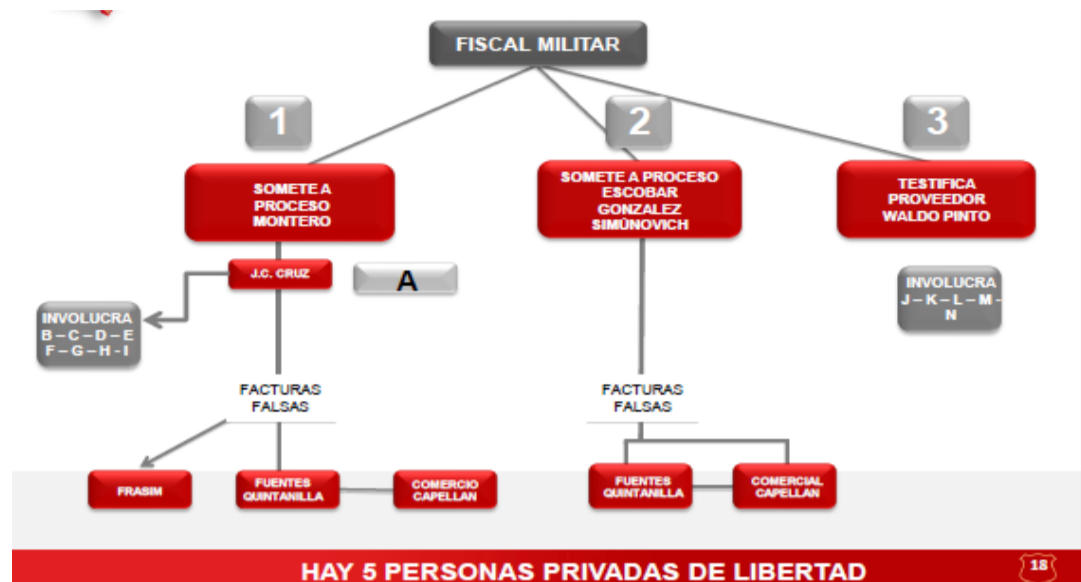 FISCAL MILITAR
1
2
3
SOMETE A
PROCESO
MONTERO
SOMETE A PROCESO
ESCOBAR
GONZALEZ
SIMÛNOVICH
TESTIFICA
PROVEEDOR
WALDO PINTO
J.C. CRUZ
A
INVOLUCRA
B – C – D – E
F – G – H - I
INVOLUCRA
J – K – L – M -
N
FACTURAS
FALSAS
FACTURAS
FALSAS
FRASIM
FUENTES
QUINTANILLA
COMERCIO
CAPELLAN
FUENTES
QUINTANILLA
COMERCIAL
CAPELLAN
HAY 5 PERSONAS PRIVADAS DE LIBERTAD
18